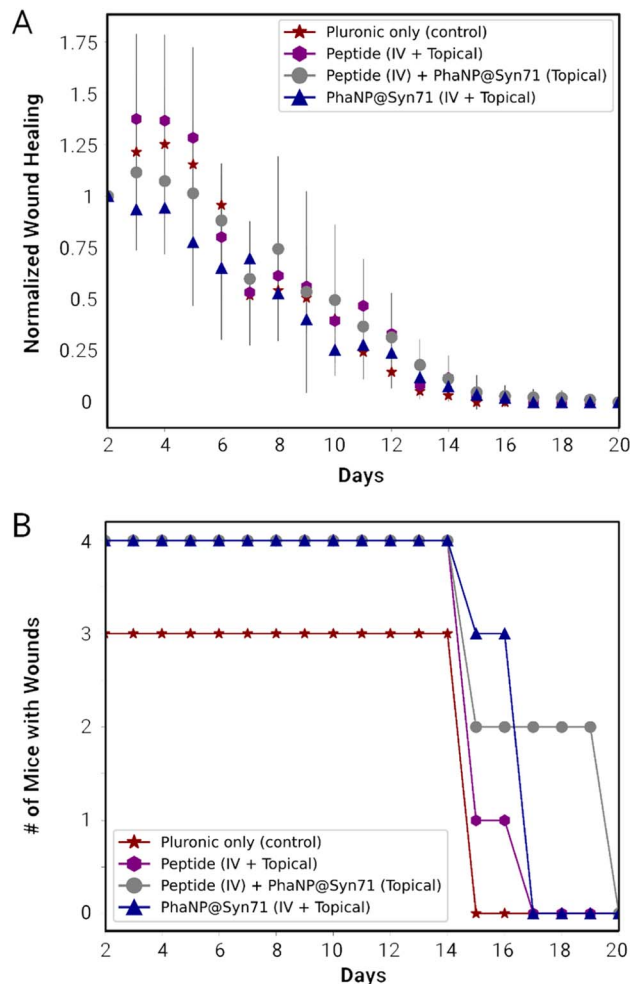 A
Normalized Wound Healing
1.75
1.5
1.25
1
0.75
0.5
0.25
0
Pluronic only (control)
Peptide (IV + Topical)
Peptide (IV) + PhaNP@Syn71 (Topical)
PhaNP@Syn71 (IV + Topical)
2 4 6 8 10 12 14 16 18 20
Days
B
# of Mice with Wounds
4
3
2
1
0
Pluronic only (control)
Peptide (IV + Topical)
Peptide (IV) + PhaNP@Syn71 (Topical)
PhaNP@Syn71 (IV + Topical)
2 4 6 8 10 12 14 16 18 20
Days